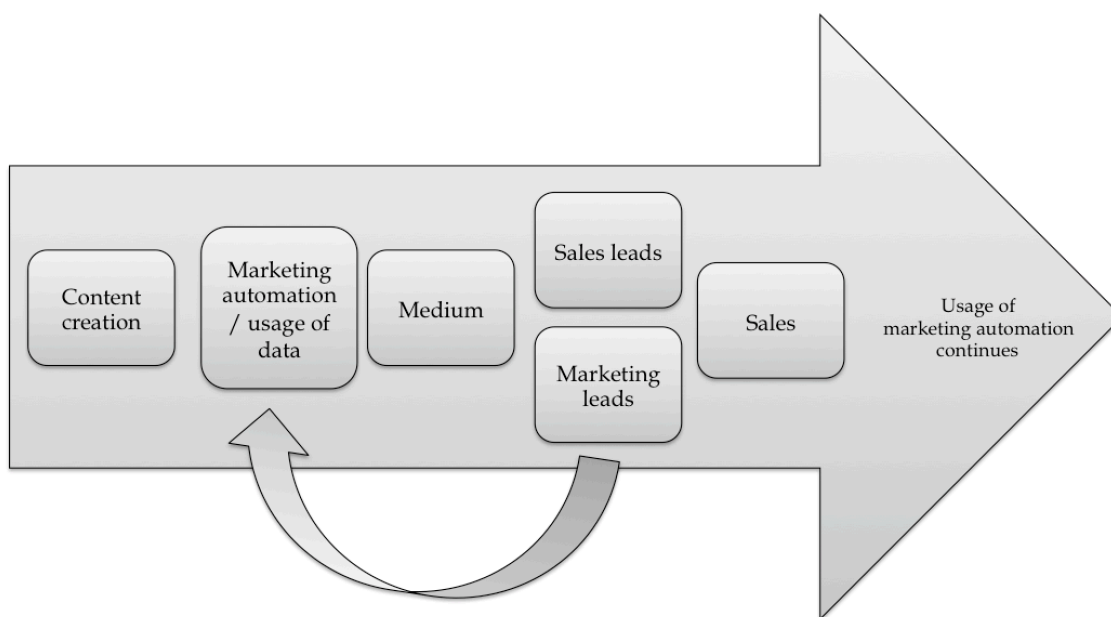 Content
creation
Marketing
automation
/ usage of
data
Medium
Sales leads
Marketing
leads
Sales
Usage of
marketing automation
continues